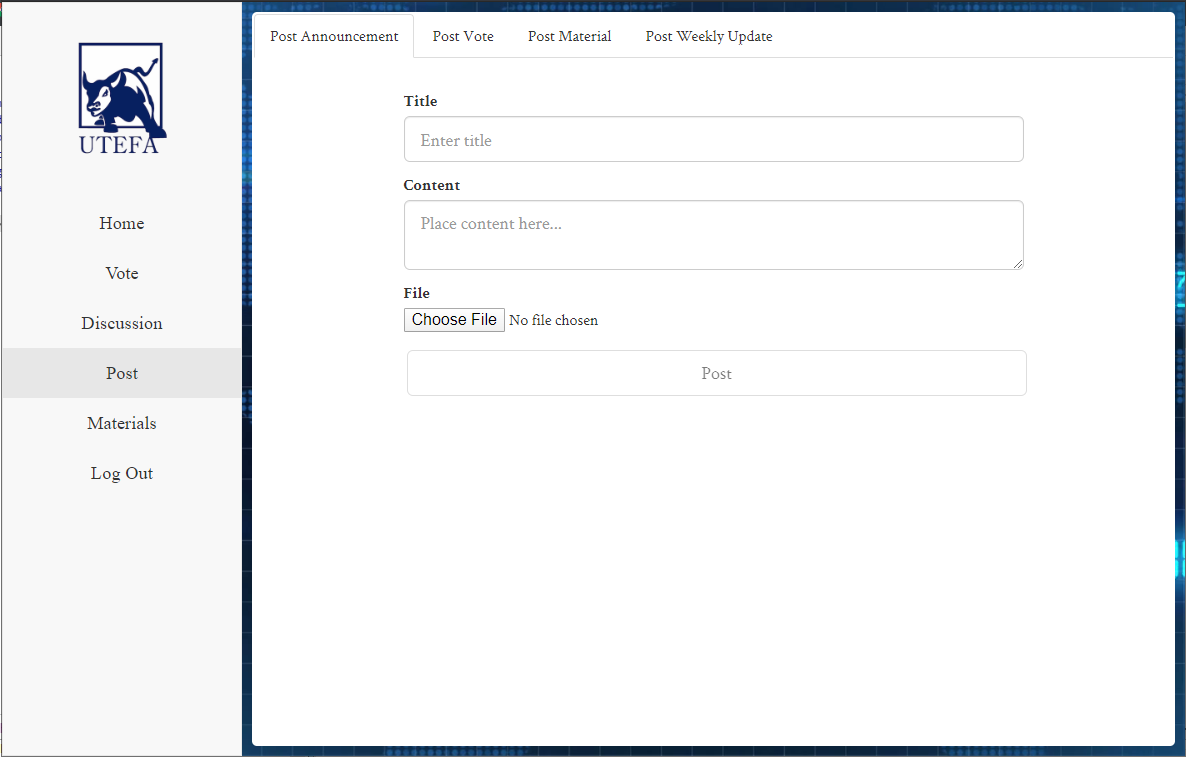 UTEFA
Home
Vote
Discussion
Post
Materials
Log Out
Post Announcement Post Vote Post Material Post Weekly Update
Title
Enter title
Content
Place content here...
File
Choose File No file chosen
Post